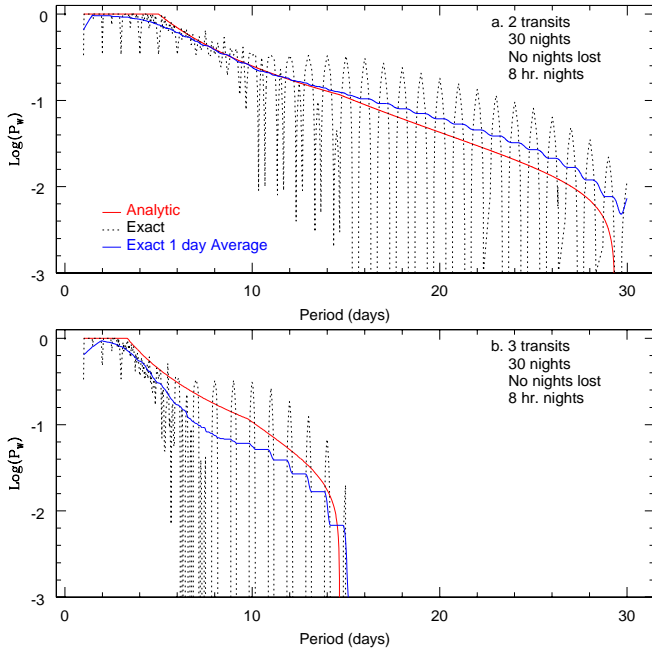 a. 2 transits
30 nights
No nights lost
8 hr. nights
0
-1
-2
-3
Log(P_W)
Analytic
Exact
Exact 1 day Average
0
10
20
30
Period (days)
b. 3 transits
30 nights
No nights lost
8 hr. nights
0
-1
-2
-3
Log(P_W)
0
10
20
30
Period (days)